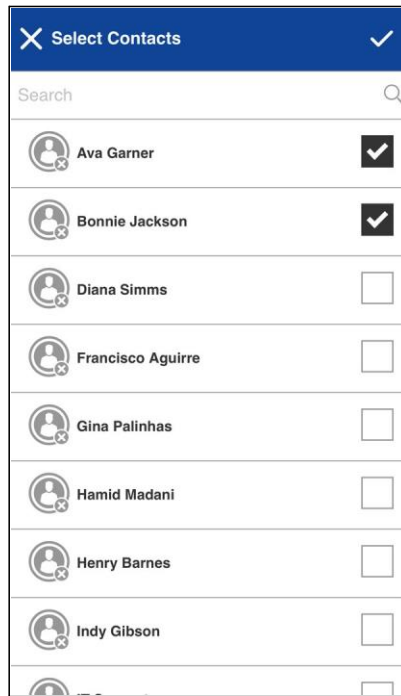 Select Contacts
Search
Ava Garner
Bonnie Jackson
Diana Simms
Francisco Aguirre
Gina Palinhas
Hamid Madani
Henry Barnes
Indy Gibson